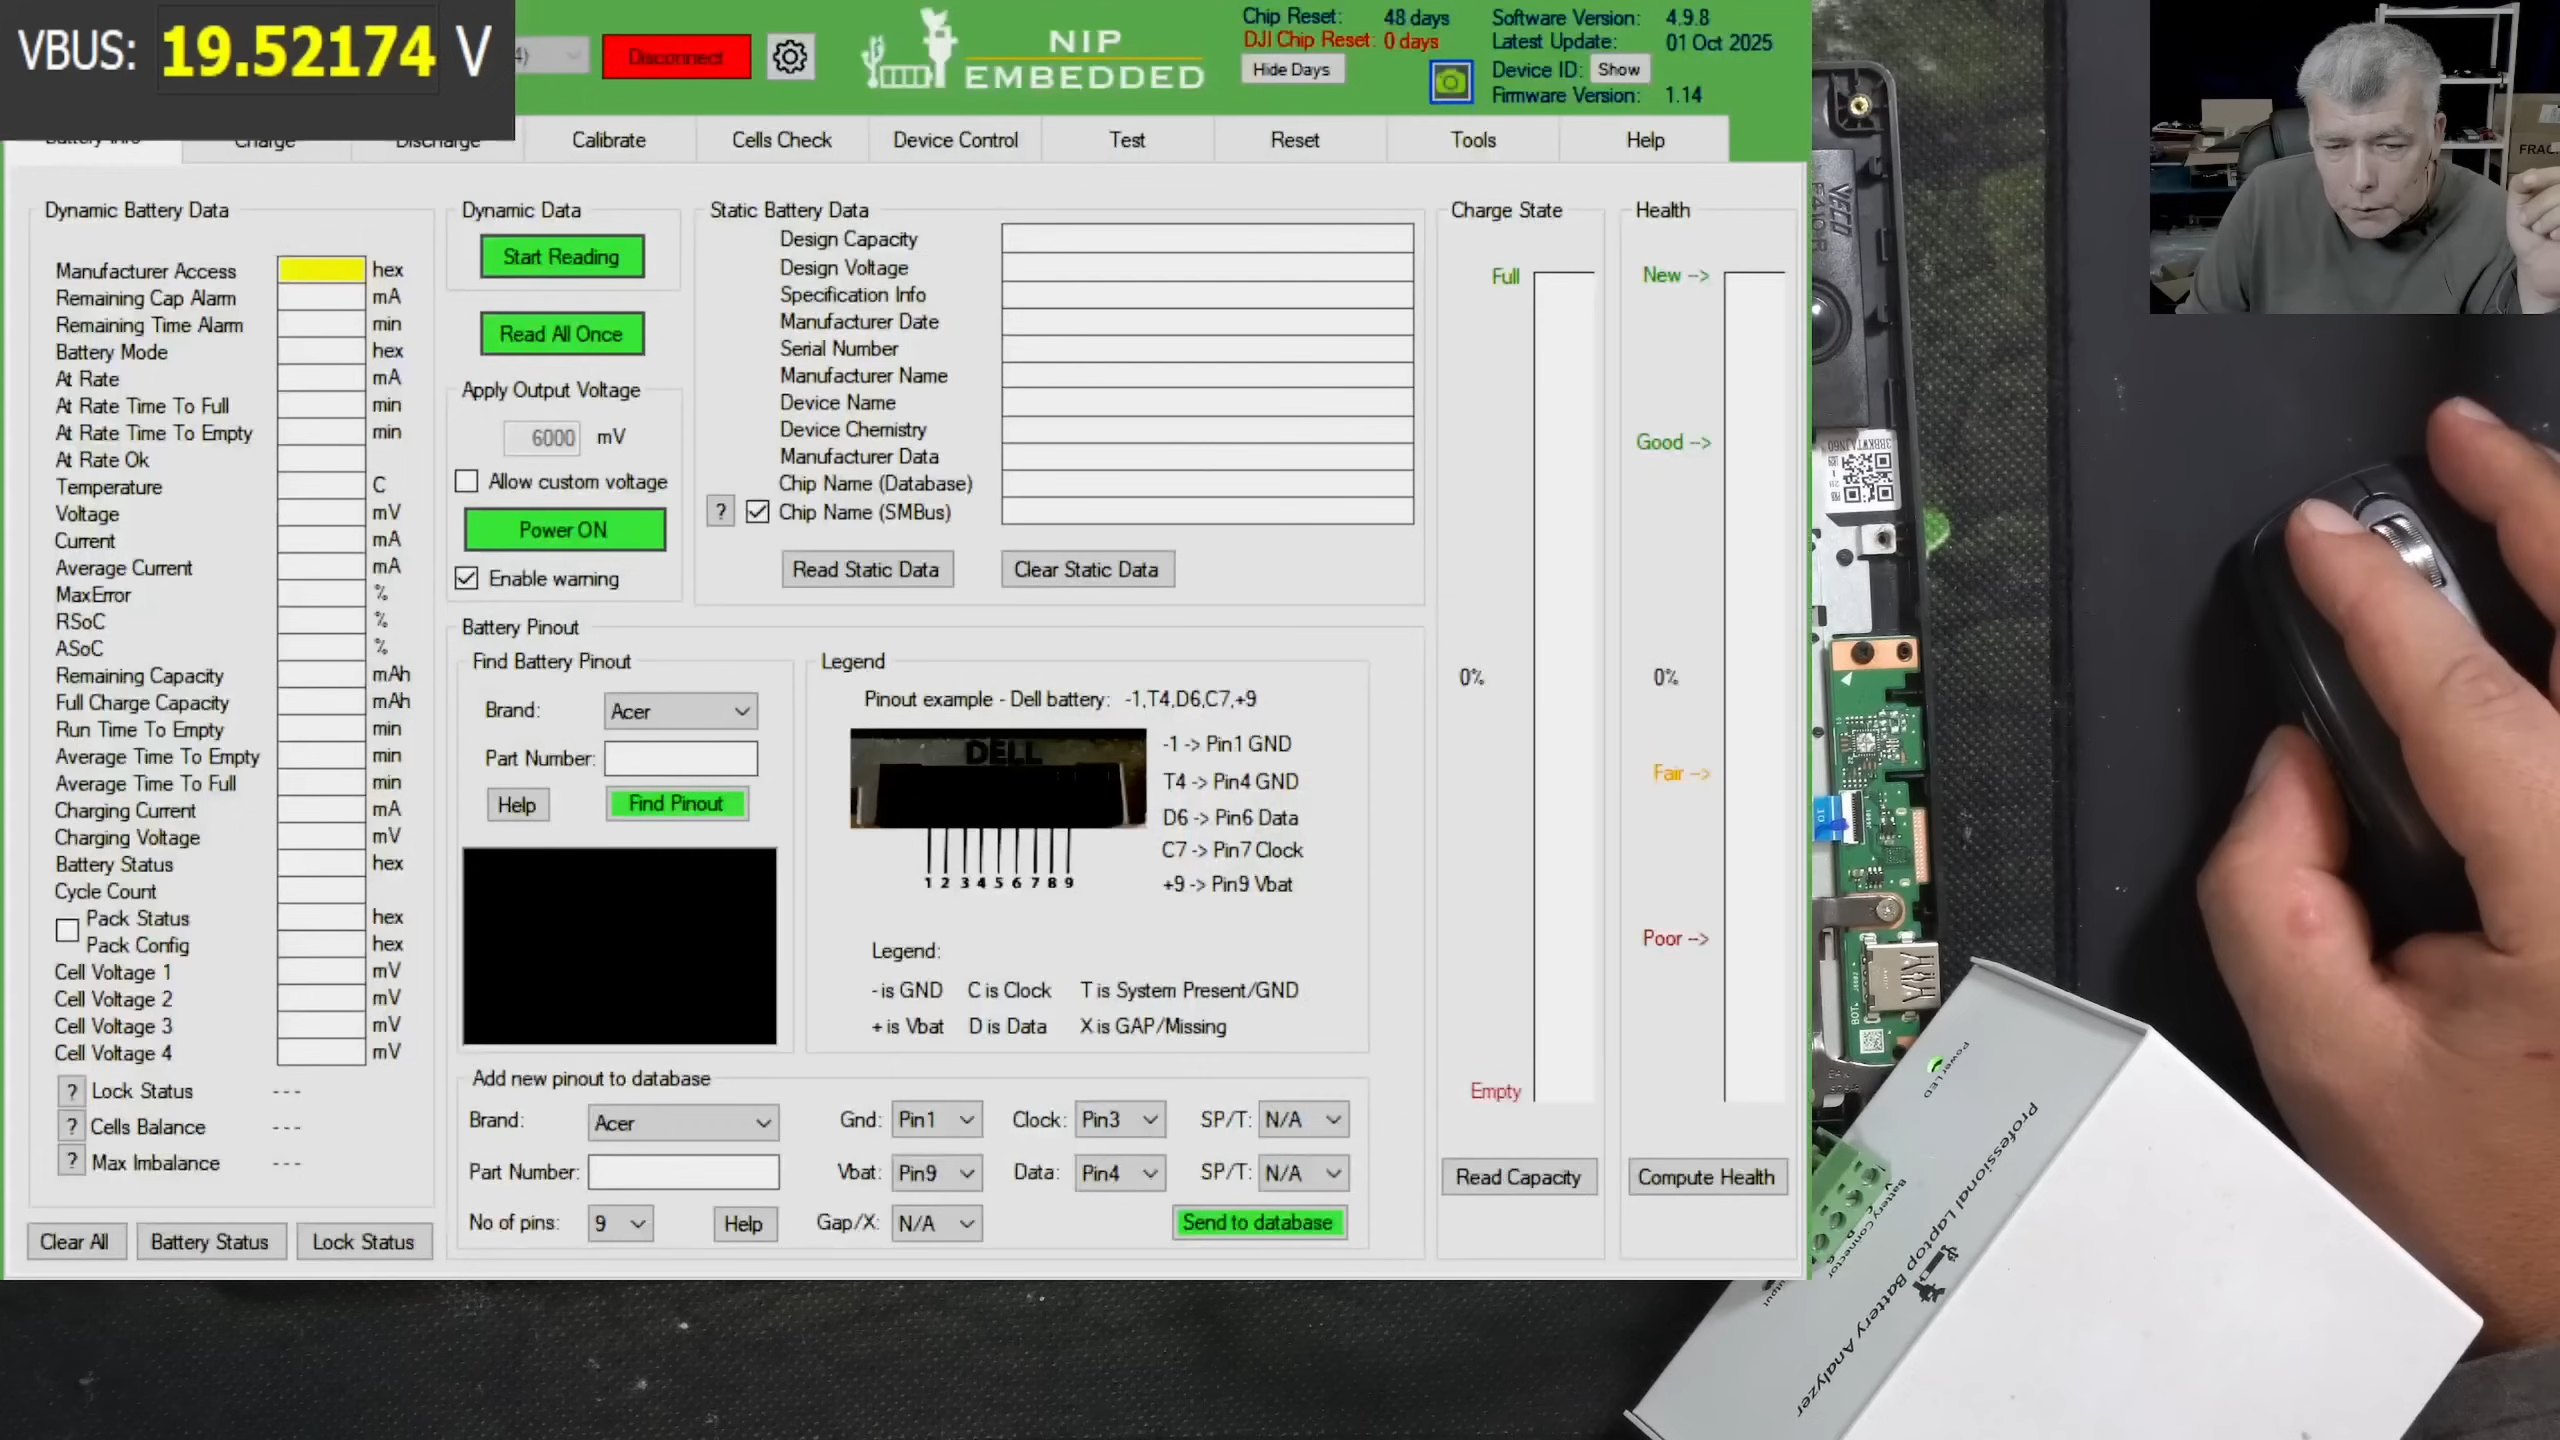 VBUS: 19.52174 V
Disconnect
NIP
EMBEDDED
Chip Reset: 48 days
DJI Chip Reset: 0 days
Hide Days
Software Version: 4.9.8
Latest Update: 01 Oct 2025
Device ID: Show
Firmware Version: 1.14
Battery Info
Charge
Discharge
Calibrate
Cells Check
Device Control
Test
Reset
Tools
Help
Dynamic Battery Data
Manufacturer Access hex
Remaining Cap Alarm mA
Remaining Time Alarm min
Battery Mode hex
At Rate mA
At Rate Time To Full min
At Rate Time To Empty min
At Rate Ok
Temperature C
Voltage mV
Current mA
Average Current mA
MaxError %
RSoC %
ASoC %
Remaining Capacity mAh
Full Charge Capacity mAh
Run Time To Empty min
Average Time To Empty min
Average Time To Full min
Charging Current mA
Charging Voltage mV
Battery Status hex
Cycle Count
Pack Status hex
Pack Config hex
Cell Voltage 1 mV
Cell Voltage 2 mV
Cell Voltage 3 mV
Cell Voltage 4 mV
? Lock Status ---
? Cells Balance ---
? Max Imbalance ---
Clear All
Battery Status
Lock Status
Dynamic Data
Start Reading
Read All Once
Apply Output Voltage
6000 mV
Allow custom voltage
Power ON
Enable warning
Static Battery Data
Design Capacity
Design Voltage
Specification Info
Manufacturer Date
Serial Number
Manufacturer Name
Device Name
Device Chemistry
Manufacturer Data
Chip Name (Database)
? Chip Name (SMBus)
Read Static Data
Clear Static Data
Battery Pinout
Find Battery Pinout
Brand: Acer
Part Number:
Help
Find Pinout
Legend
Pinout example - Dell battery: -1,T4,D6,C7,+9
DELL
1 2 3 4 5 6 7 8 9
-1 -> Pin1 GND
T4 -> Pin4 GND
D6 -> Pin6 Data
C7 -> Pin7 Clock
+9 -> Pin9 Vbat
Legend:
- is GND C is Clock T is System Present/GND
+ is Vbat D is Data X is GAP/Missing
Add new pinout to database
Brand: Acer Gnd: Pin1 Clock: Pin3 SP/T: N/A
Part Number: Vbat: Pin9 Data: Pin4 SP/T: N/A
No of pins: 9 Help Gap/X: N/A Send to database
Charge State
Full
0%
Empty
Read Capacity
Health
New -->
Good -->
0%
Fair -->
Poor -->
Compute Health
FRAG
VECO
BOT
Power LED
Professional Laptop Battery Analyzer
Battery Connector